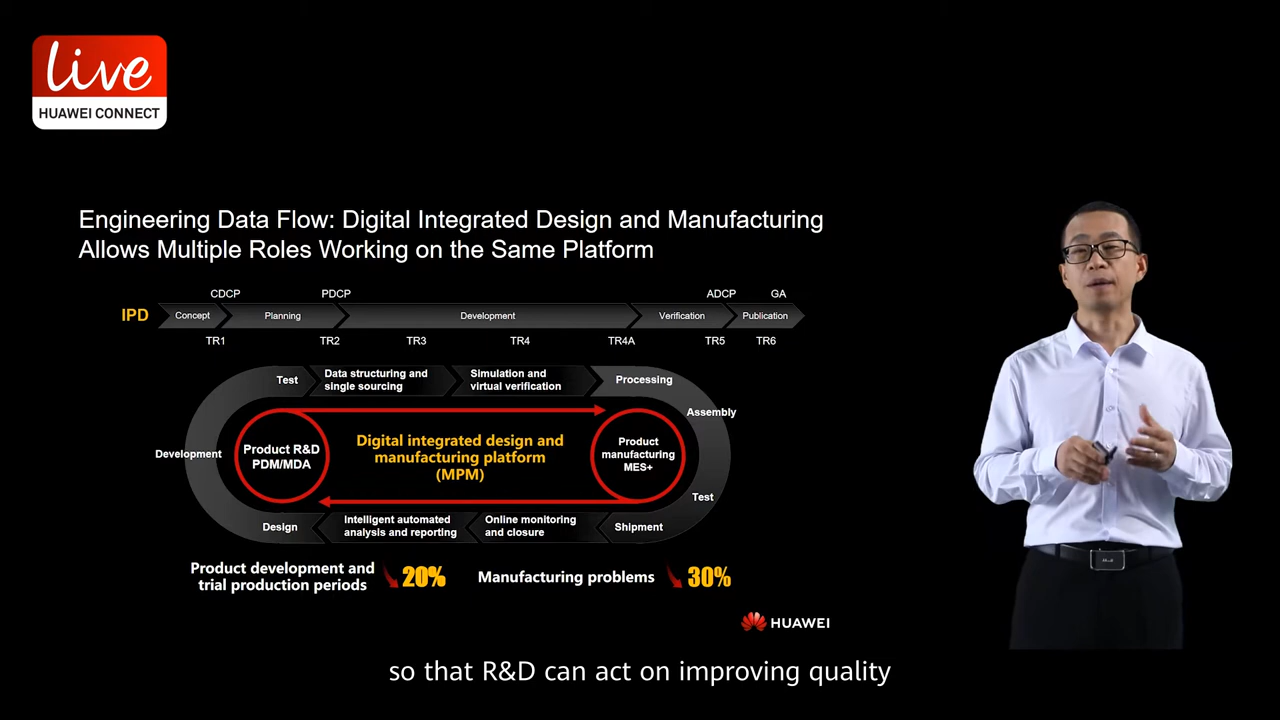 live
HUAWEI CONNECT
Engineering Data Flow: Digital Integrated Design and Manufacturing
Allows Multiple Roles Working on the Same Platform
CDCP
PDCP
ADCP
GA
IPD
Concept
Planning
Development
Verification
Publication
TR1
TR2
TR3
TR4
TR4A
TR5
TR6
Test
Data structuring and
single sourcing
Simulation and
virtual verification
Processing
Assembly
Development
Product R&D
PDM/MDA
Digital integrated design and
manufacturing platform
(MPM)
Product
manufacturing
MES+
Test
Design
Intelligent automated
analysis and reporting
Online monitoring
and closure
Shipment
Product development and
trial production periods
20%
Manufacturing problems
30%
HUAWEI
so that R&D can act on improving quality